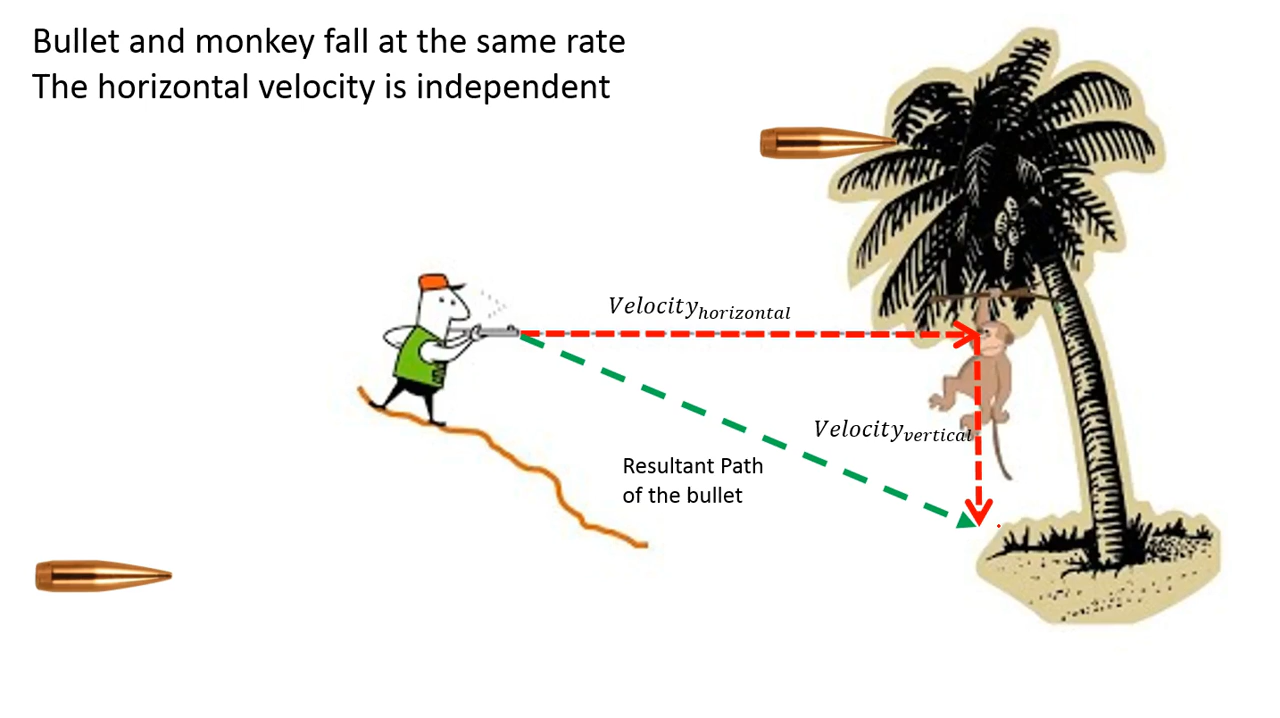 Bullet and monkey fall at the same rate
The horizontal velocity is independent
Velocity_horizontal
Velocity_vertical
Resultant Path
of the bullet